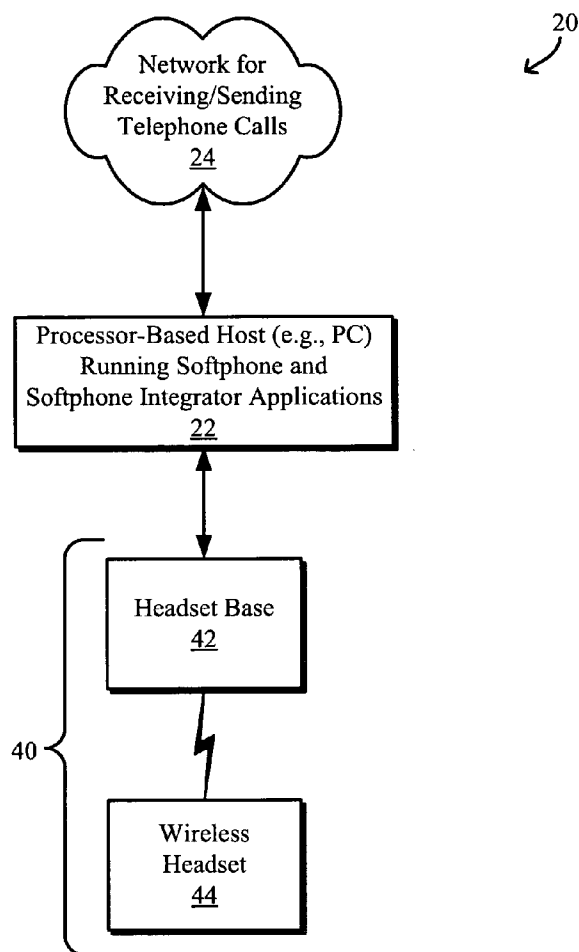 20
Network for
Receiving/Sending
Telephone Calls
24
Processor-Based Host (e.g., PC)
Running Softphone and
Softphone Integrator Applications
22
Headset Base
42
40
Wireless
Headset
44